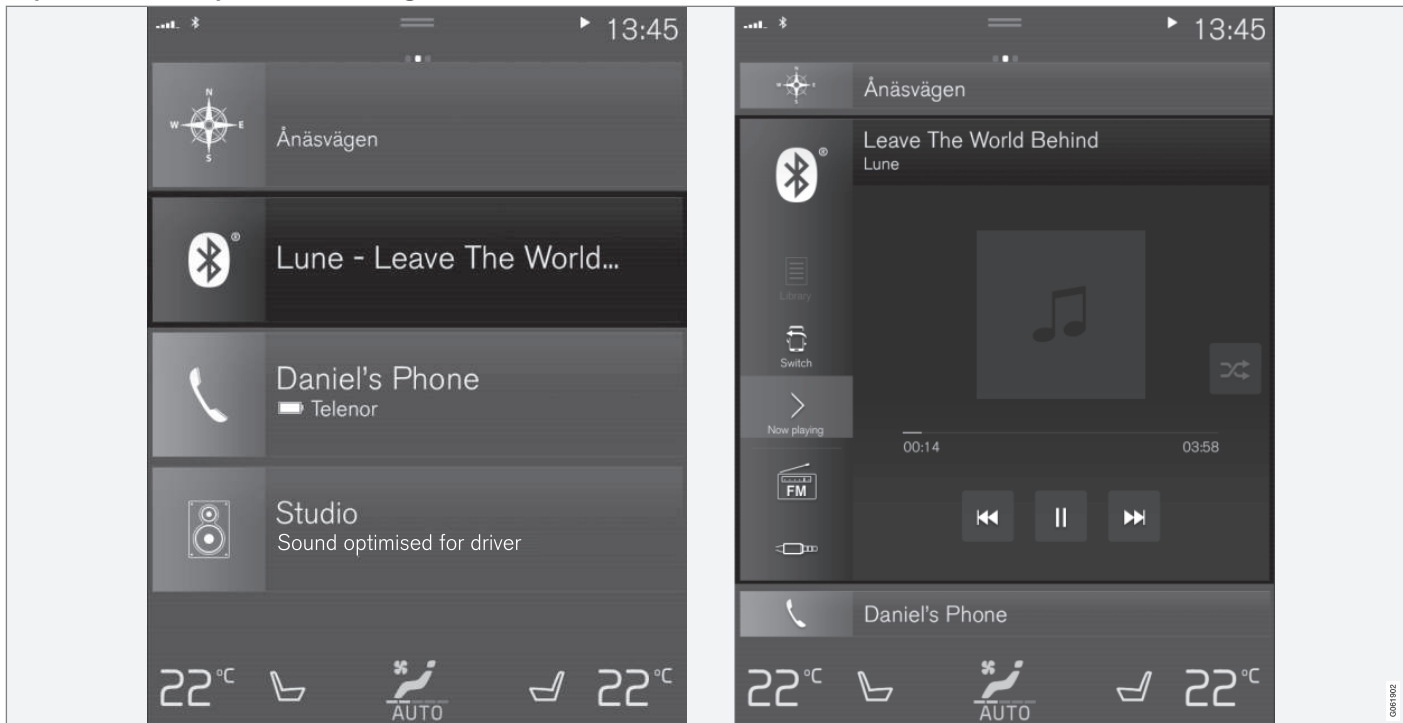 13:45
N
W E
S
Ånäsvägen
Lune - Leave The World...
Daniel's Phone
Telenor
Studio
Sound optimised for driver
22°C
AUTO
22°C
13:45
Ånäsvägen
Leave The World Behind
Lune
Library
Switch
Now playing
00:14 03:58
FM
Daniel's Phone
22°C
AUTO
22°C
G061902